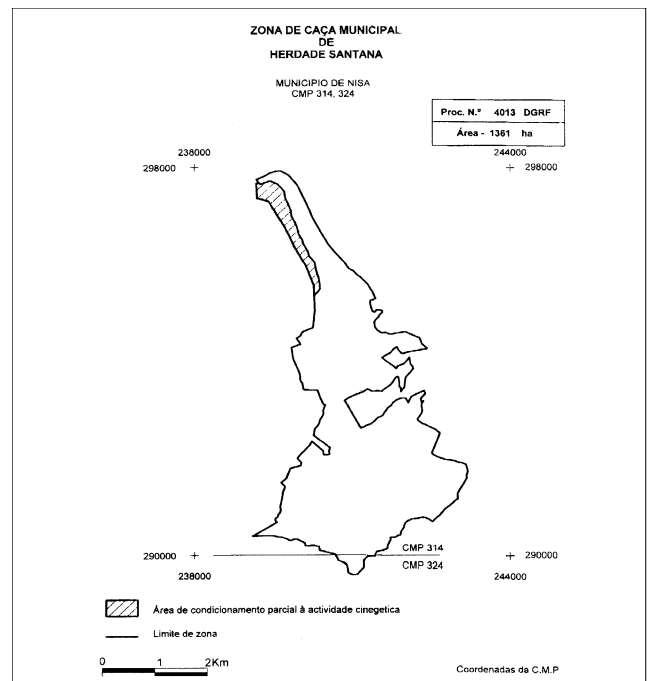 ZONA DE CAÇA MUNICIPAL
DE
HERDADE SANTANA
MUNICIPIO DE NISA
CMP 314, 324
Proc. N.º 4013 DGRF
Área - 1361 ha
238000 244000
298000 298000
CMP 314
290000 290000
CMP 324
238000 244000
Área de condicionamento parcial à actividade cinegetica
Limite de zona
0 1 2Km
Coordenadas da C.M.P